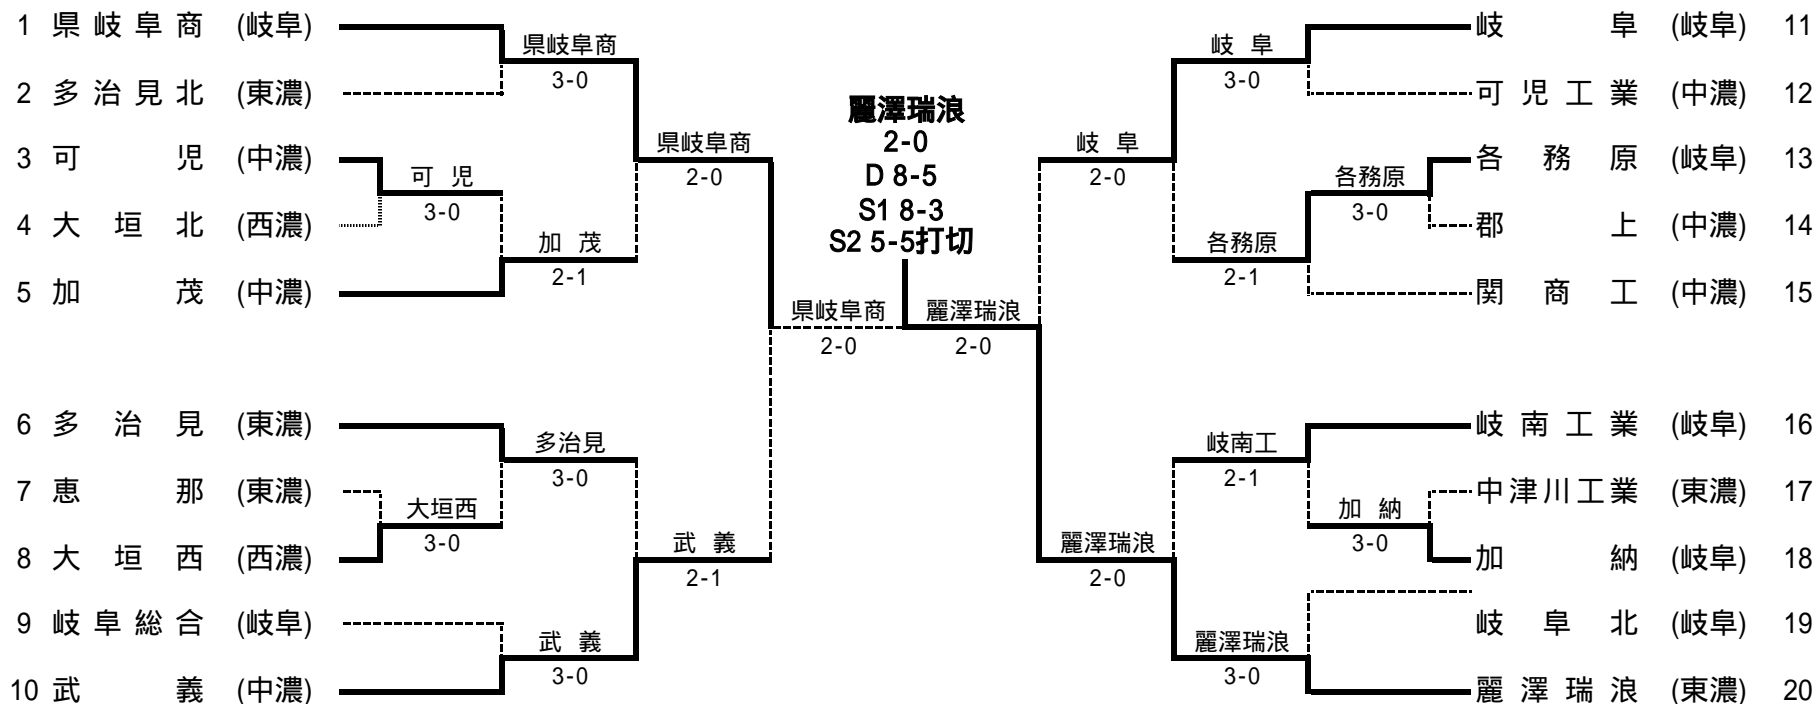 1 県岐阜商 (岐阜)
2 多治見北 (東濃)
3 可児 (中濃)
4 大垣北 (西濃)
5 加茂 (中濃)
6 多治見 (東濃)
7 恵那 (東濃)
8 大垣西 (西濃)
9 岐阜総合 (岐阜)
10 武義 (中濃)
県岐阜商
3-0
可児
3-0
加茂
2-1
多治見
3-0
大垣西
3-0
武義
3-0
県岐阜商
2-0
武義
2-1
県岐阜商
2-0
麗澤瑞浪
2-0
D 8-5
S1 8-3
S2 5-5打切
麗澤瑞浪
2-0
岐阜
2-0
麗澤瑞浪
2-0
岐阜
3-0
各務原
3-0
各務原
2-1
岐南工
2-1
加納
3-0
麗澤瑞浪
3-0
岐阜 (岐阜) 11
可児工業 (中濃) 12
各務原 (岐阜) 13
郡上 (中濃) 14
関商工 (中濃) 15
岐南工業 (岐阜) 16
中津川工業 (東濃) 17
加納 (岐阜) 18
岐阜北 (岐阜) 19
麗澤瑞浪 (東濃) 20